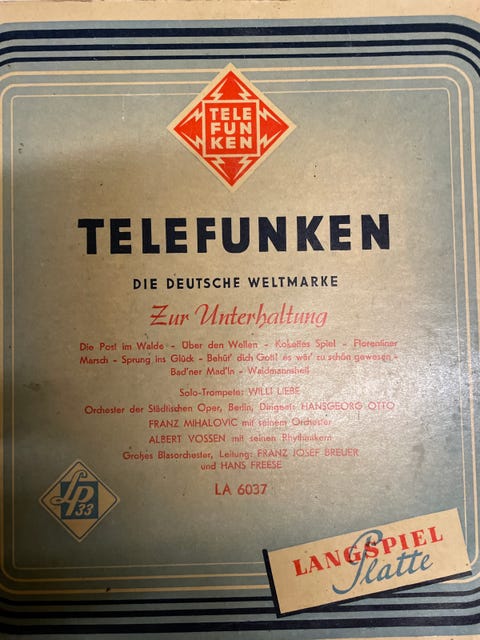 TELE
FUN
KEN
TELEFUNKEN
DIE DEUTSCHE WELTMARKE
Zur Unterhaltung
Die Post im Walde - Über den Wellen - Kokettes Spiel - Florentiner
Marsch - Sprung ins Glück - Behüt' dich Gott! es wär' zu schön gewesen -
Bad'ner Mad'ln - Waidmannsheil
Solo-Trompete: WILLI LIEBE
Orchester der Städtischen Oper, Berlin, Dirigent: HANSGEORG OTTO
FRANZ MIHALOVIC mit seinem Orchester
ALBERT VOSSEN mit seinen Rhythmikern
Großes Blasorchester, Leitung: FRANZ JOSEF BREUER
und HANS FREESE
LA 6037
LP
33
LANGSPIEL
Platte